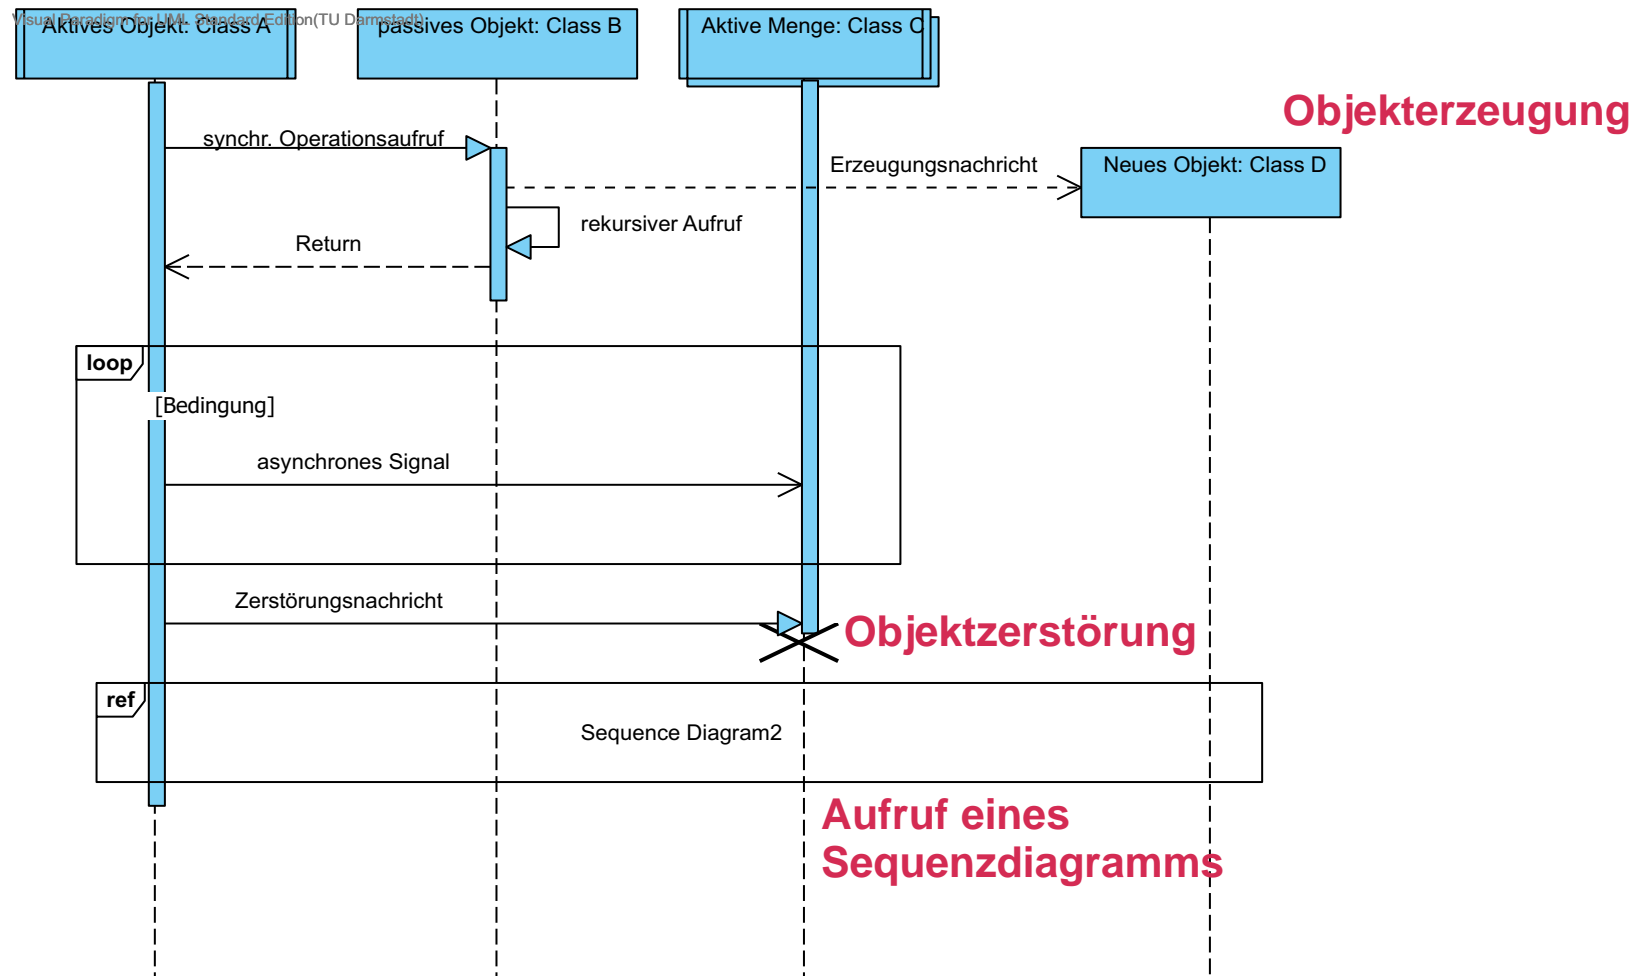 Visual Paradigm for UML Standard Edition(TU Darmstadt)
Aktives Objekt: Class A
passives Objekt: Class B
Aktive Menge: Class C
Objekterzeugung
synchr. Operationsaufruf
Erzeugungsnachricht
Neues Objekt: Class D
rekursiver Aufruf
Return
loop
[Bedingung]
asynchrones Signal
Zerstörungsnachricht
Objektzerstörung
ref
Sequence Diagram2
Aufruf eines
Sequenzdiagramms